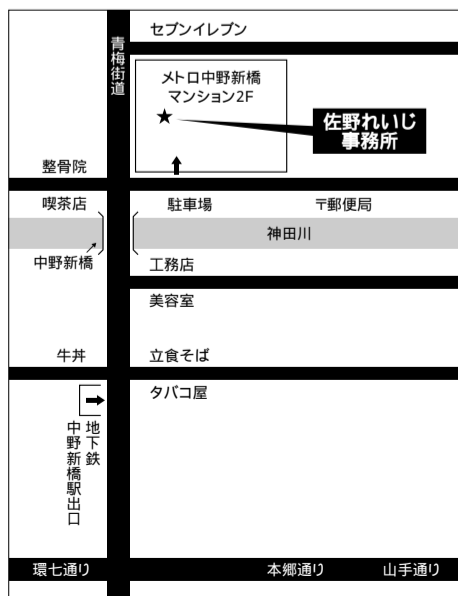 セブンイレブン
青梅街道
メトロ中野新橋
マンション2F
★
佐野れいじ
事務所
整骨院
喫茶店
駐車場
〒郵便局
神田川
中野新橋
工務店
美容室
牛丼
立食そば
タバコ屋
地下鉄
中野新橋駅出口
環七通り
本郷通り
山手通り